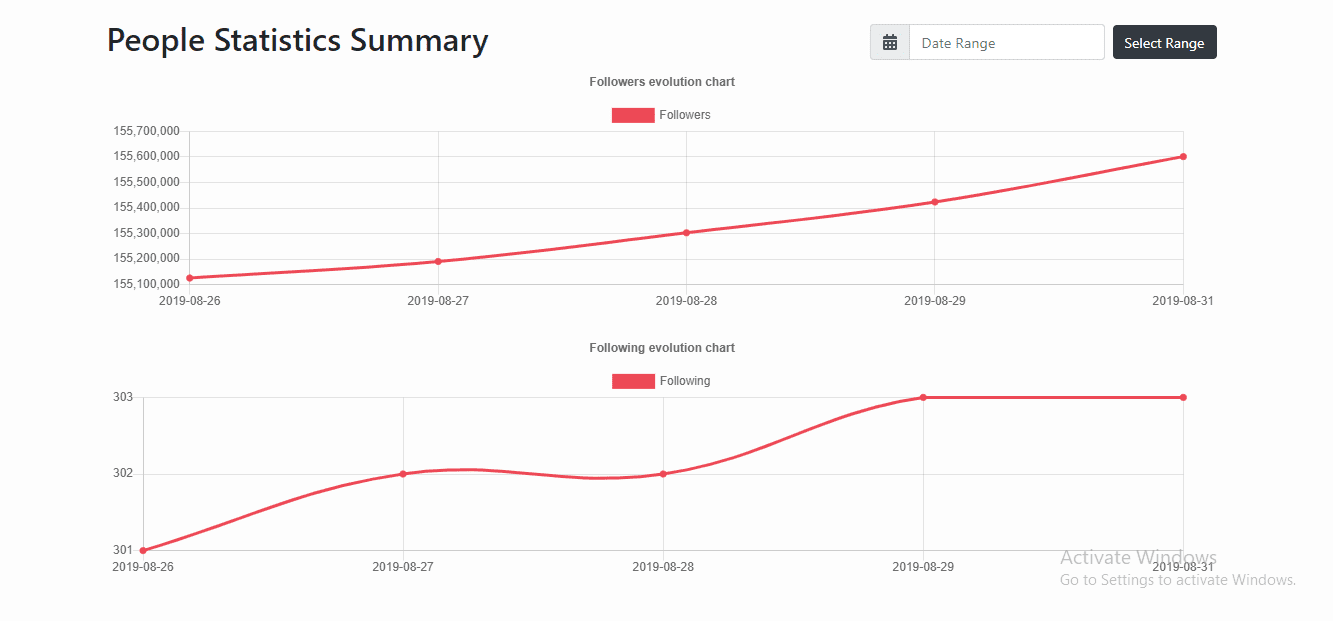 People Statistics Summary
Date Range
Select Range
Followers evolution chart
Followers
155,700,000
155,600,000
155,500,000
155,400,000
155,300,000
155,200,000
155,100,000
2019-08-26 2019-08-27 2019-08-28 2019-08-29 2019-08-31
Following evolution chart
Following
303
302
301
2019-08-26 2019-08-27 2019-08-28 2019-08-29 2019-08-31
Activate Windows
Go to Settings to activate Windows.